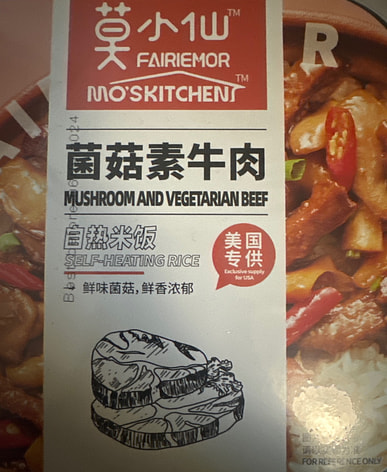 莫小仙™
FAIRIEMOR
MO'SKITCHEN™
菌菇素牛肉
MUSHROOM AND VEGETARIAN BEEF
自热米饭
SELF-HEATING RICE
美国
专供
Exclusive supply
for USA
鲜味菌菇，鲜香浓郁
FOR REFERENCE ONLY